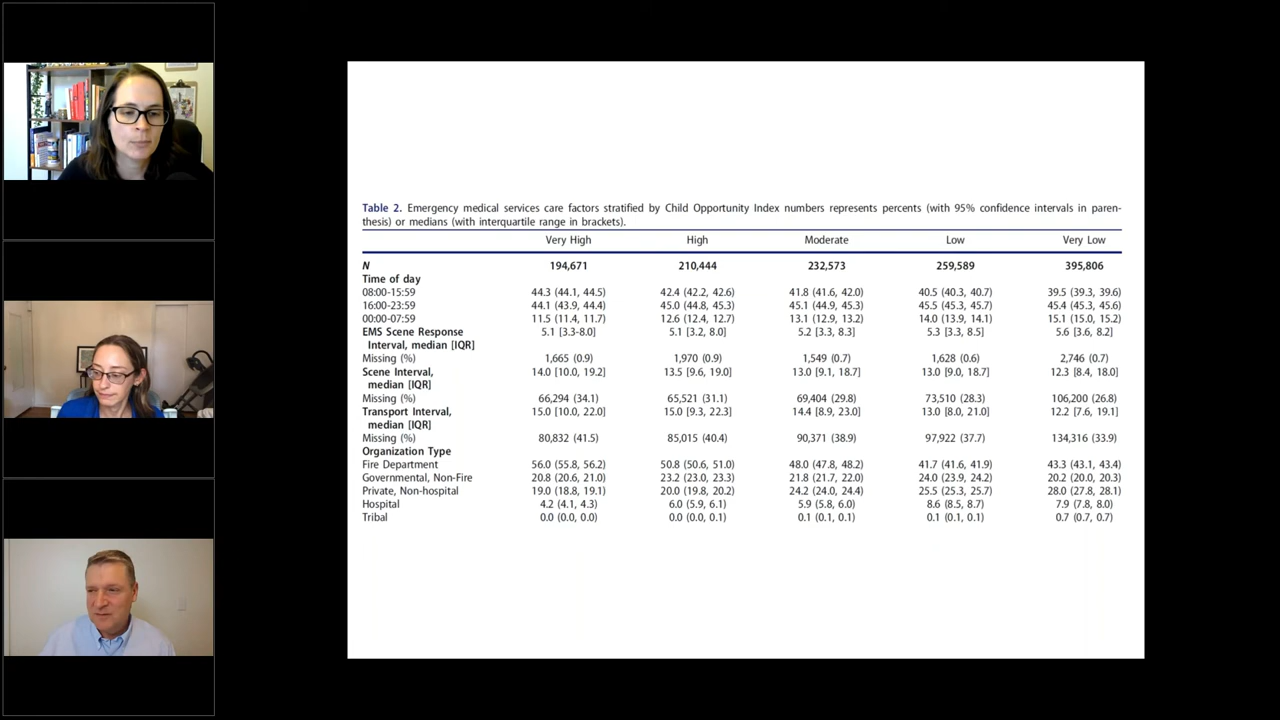 Table 2. Emergency medical services care factors stratified by Child Opportunity Index numbers represents percents (with 95% confidence intervals in paren-
thesis) or medians (with interquartile range in brackets).
Very High High Moderate Low Very Low
N 194,671 210,444 232,573 259,589 395,806
Time of day
08:00-15:59 44.3 (44.1, 44.5) 42.4 (42.2, 42.6) 41.8 (41.6, 42.0) 40.5 (40.3, 40.7) 39.5 (39.3, 39.6)
16:00-23:59 44.1 (43.9, 44.4) 45.0 (44.8, 45.3) 45.1 (44.9, 45.3) 45.5 (45.3, 45.7) 45.4 (45.3, 45.6)
00:00-07:59 11.5 (11.4, 11.7) 12.6 (12.4, 12.7) 13.1 (12.9, 13.2) 14.0 (13.9, 14.1) 15.1 (15.0, 15.2)
EMS Scene Response 5.1 [3.3-8.0] 5.1 [3.2, 8.0] 5.2 [3.3, 8.3] 5.3 [3.3, 8.5] 5.6 [3.6, 8.2]
Interval, median [IQR]
Missing (%) 1,665 (0.9) 1,970 (0.9) 1,549 (0.7) 1,628 (0.6) 2,746 (0.7)
Scene Interval, 14.0 [10.0, 19.2] 13.5 [9.6, 19.0] 13.0 [9.1, 18.7] 13.0 [9.0, 18.7] 12.3 [8.4, 18.0]
median [IQR]
Missing (%) 66,294 (34.1) 65,521 (31.1) 69,404 (29.8) 73,510 (28.3) 106,200 (26.8)
Transport Interval, 15.0 [10.0, 22.0] 15.0 [9.3, 22.3] 14.4 [8.9, 23.0] 13.0 [8.0, 21.0] 12.2 [7.6, 19.1]
median [IQR]
Missing (%) 80,832 (41.5) 85,015 (40.4) 90,371 (38.9) 97,922 (37.7) 134,316 (33.9)
Organization Type
Fire Department 56.0 (55.8, 56.2) 50.8 (50.6, 51.0) 48.0 (47.8, 48.2) 41.7 (41.6, 41.9) 43.3 (43.1, 43.4)
Governmental, Non-Fire 20.8 (20.6, 21.0) 23.2 (23.0, 23.3) 21.8 (21.7, 22.0) 24.0 (23.9, 24.2) 20.2 (20.0, 20.3)
Private, Non-hospital 19.0 (18.8, 19.1) 20.0 (19.8, 20.2) 24.2 (24.0, 24.4) 25.5 (25.3, 25.7) 28.0 (27.8, 28.1)
Hospital 4.2 (4.1, 4.3) 6.0 (5.9, 6.1) 5.9 (5.8, 6.0) 8.6 (8.5, 8.7) 7.9 (7.8, 8.0)
Tribal 0.0 (0.0, 0.0) 0.0 (0.0, 0.1) 0.1 (0.1, 0.1) 0.1 (0.1, 0.1) 0.7 (0.7, 0.7)